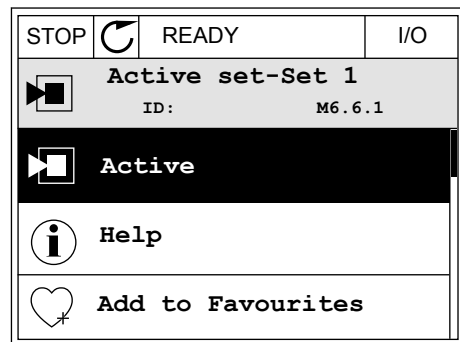 STOP READY I/O
Active set-Set 1
ID: M6.6.1
Active
Help
Add to Favourites